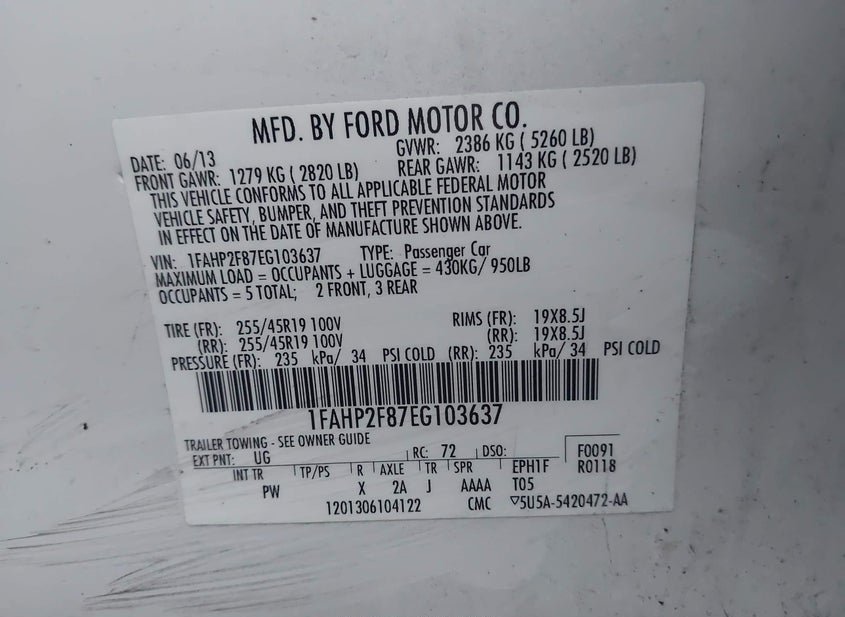 MFD. BY FORD MOTOR CO.
DATE: 06/13 GVWR: 2386 KG ( 5260 LB)
FRONT GAWR: 1279 KG ( 2820 LB) REAR GAWR: 1143 KG ( 2520 LB)
THIS VEHICLE CONFORMS TO ALL APPLICABLE FEDERAL MOTOR
VEHICLE SAFETY, BUMPER, AND THEFT PREVENTION STANDARDS
IN EFFECT ON THE DATE OF MANUFACTURE SHOWN ABOVE.
VIN: 1FAHP2F87EG103637 TYPE: Passenger Car
MAXIMUM LOAD = OCCUPANTS + LUGGAGE = 430KG/ 950LB
OCCUPANTS = 5 TOTAL; 2 FRONT, 3 REAR
TIRE (FR): 255/45R19 100V RIMS (FR): 19X8.5J
(RR): 255/45R19 100V (RR): 19X8.5J
PRESSURE (FR): 235 kPa/ 34 PSI COLD (RR): 235 kPa/ 34 PSI COLD
1FAHP2F87EG103637
TRAILER TOWING - SEE OWNER GUIDE
EXT PNT: UG RC: 72 DSO: F0091
INT TR TP/PS R AXLE TR SPR EPH1F R0118
PW X 2A J AAAA T05
1201306104122 CMC ▽5U5A-5420472-AA